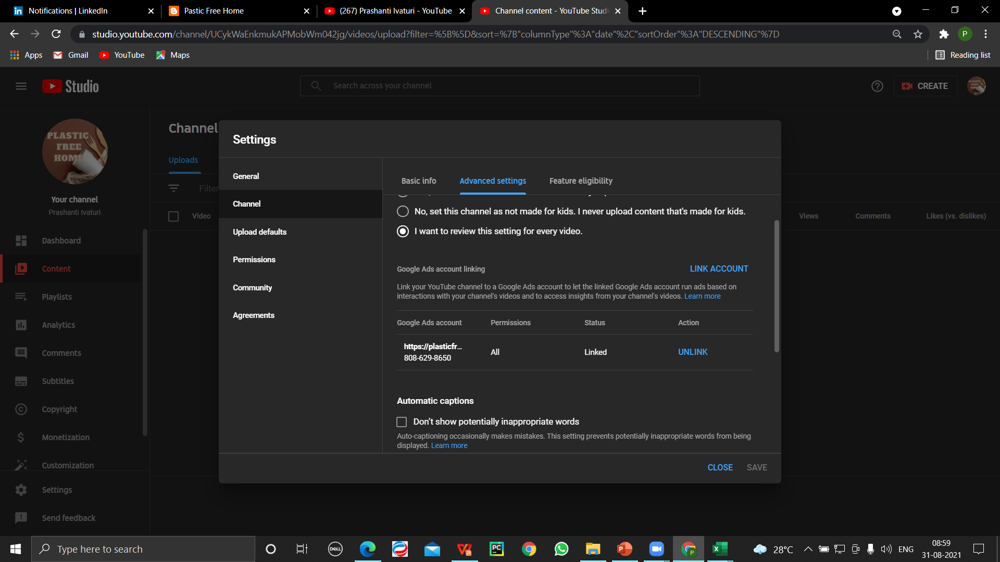 Notifications | LinkedIn
Pastic Free Home
(267) Prashanti Ivaturi - YouTube
Channel content - YouTube Studi
studio.youtube.com/channel/UCykWaEnkmukAPMobWm042jg/videos/upload?filter=%5B%5D&sort=%7B"columnType"%3A"date"%2C"sortOrder"%3A"DESCENDING"%7D
P
Apps
Gmail
YouTube
Maps
Reading list
Studio
Search across your channel
CREATE
PLASTIC
FREE
HOME
Your channel
Prashanti Ivaturi
Dashboard
Content
Playlists
Analytics
Comments
Subtitles
Copyright
Monetization
Customization
Settings
Send feedback
Channel
Uploads
Filter
Video
Views
Comments
Likes (vs. dislikes)
Settings
General
Channel
Upload defaults
Permissions
Community
Agreements
Basic info
Advanced settings
Feature eligibility
No, set this channel as not made for kids. I never upload content that's made for kids.
I want to review this setting for every video.
Google Ads account linking
LINK ACCOUNT
Link your YouTube channel to a Google Ads account to let the linked Google Ads account run ads based on
interactions with your channel's videos and to access insights from your channel's videos. Learn more
Google Ads account Permissions Status Action
https://plasticfr...
808-629-8650
All
Linked
UNLINK
Automatic captions
Don't show potentially inappropriate words
Auto-captioning occasionally makes mistakes. This setting prevents potentially inappropriate words from being
displayed. Learn more
CLOSE
SAVE
Type here to search
DELL
PC
28°C
ENG
08:59
31-08-2021